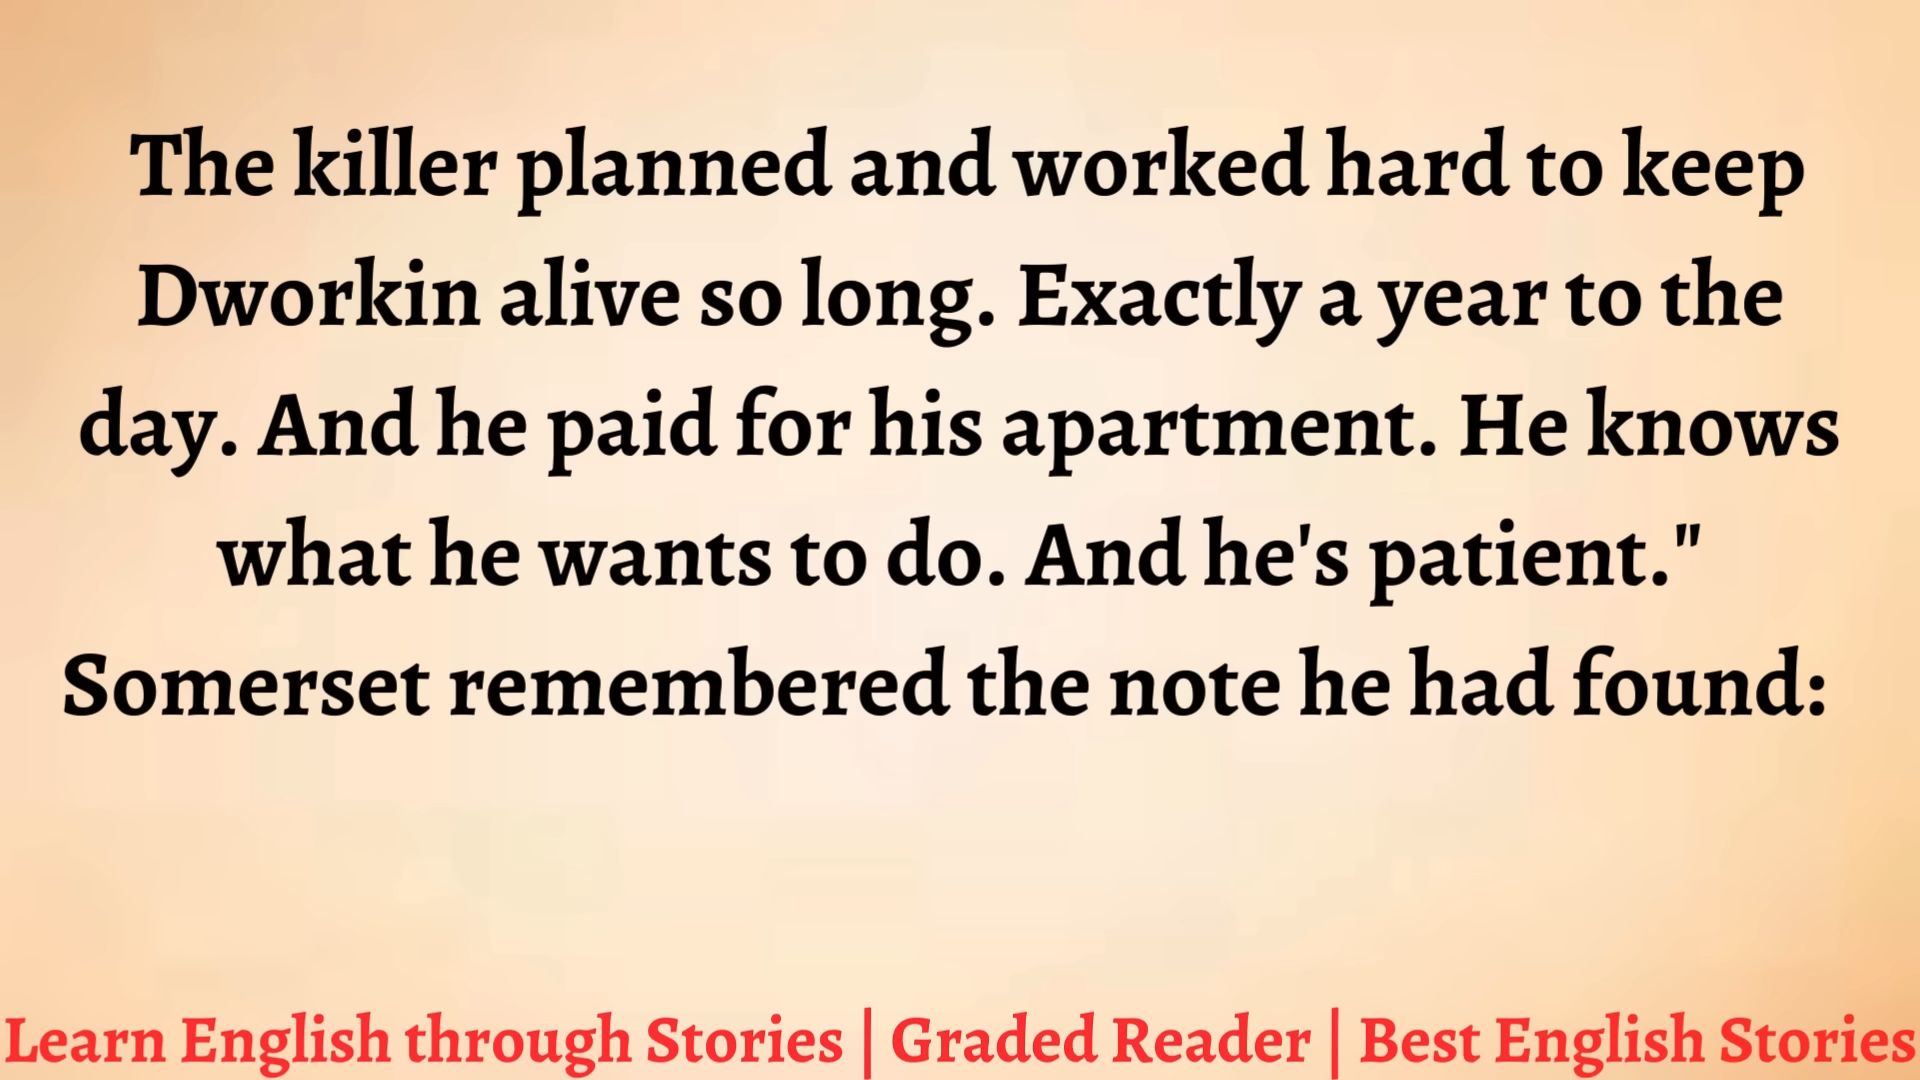 The killer planned and worked hard to keep
Dworkin alive so long. Exactly a year to the
day. And he paid for his apartment. He knows
what he wants to do. And he's patient."
Somerset remembered the note he had found:
Learn English through Stories | Graded Reader | Best English Stories